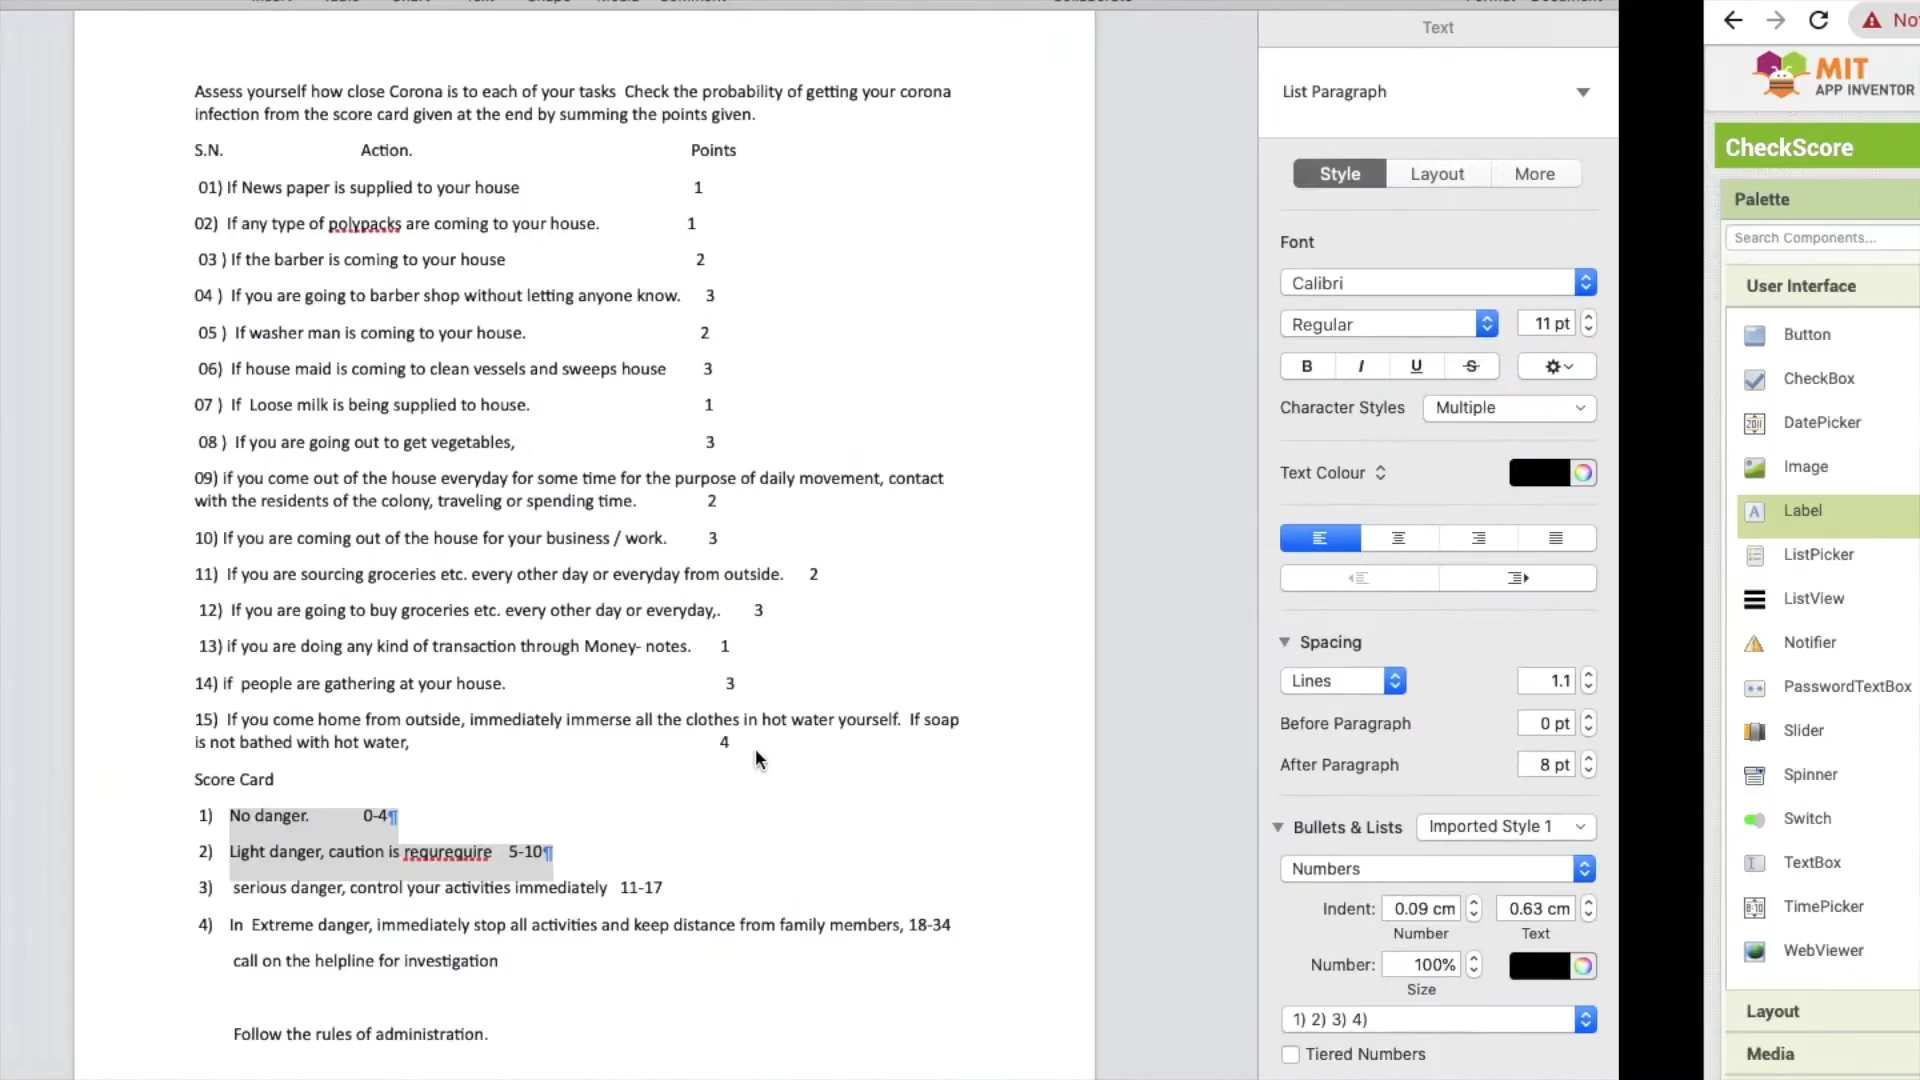 Assess yourself how close Corona is to each of your tasks  Check the probability of getting your corona
infection from the score card given at the end by summing the points given.
S.N. Action. Points
01) If News paper is supplied to your house 1
02) If any type of polypacks are coming to your house. 1
03 ) If the barber is coming to your house 2
04 ) If you are going to barber shop without letting anyone know. 3
05 ) If washer man is coming to your house. 2
06) If house maid is coming to clean vessels and sweeps house 3
07 ) If Loose milk is being supplied to house. 1
08 ) If you are going out to get vegetables, 3
09) if you come out of the house everyday for some time for the purpose of daily movement, contact
with the residents of the colony, traveling or spending time. 2
10) If you are coming out of the house for your business / work. 3
11) If you are sourcing groceries etc. every other day or everyday from outside. 2
12) If you are going to buy groceries etc. every other day or everyday,. 3
13) if you are doing any kind of transaction through Money- notes. 1
14) if people are gathering at your house. 3
15) If you come home from outside, immediately immerse all the clothes in hot water yourself. If soap
is not bathed with hot water, 4
Score Card
1) No danger. 0-4¶
2) Light danger, caution is requrequire 5-10¶
3) serious danger, control your activities immediately 11-17
4) In Extreme danger, immediately stop all activities and keep distance from family members, 18-34
call on the helpline for investigation
Follow the rules of administration.
Text
List Paragraph
Style Layout More
Font
Calibri
Regular 11 pt
B I U S
Character Styles Multiple
Text Colour
Spacing
Lines 1.1
Before Paragraph 0 pt
After Paragraph 8 pt
Bullets & Lists Imported Style 1
Numbers
Indent: 0.09 cm 0.63 cm
Number Text
Number: 100%
Size
1) 2) 3) 4)
Tiered Numbers
MIT
APP INVENTOR
CheckScore
Palette
Search Components...
User Interface
Button
CheckBox
DatePicker
Image
Label
ListPicker
ListView
Notifier
PasswordTextBox
Slider
Spinner
Switch
TextBox
TimePicker
WebViewer
Layout
Media